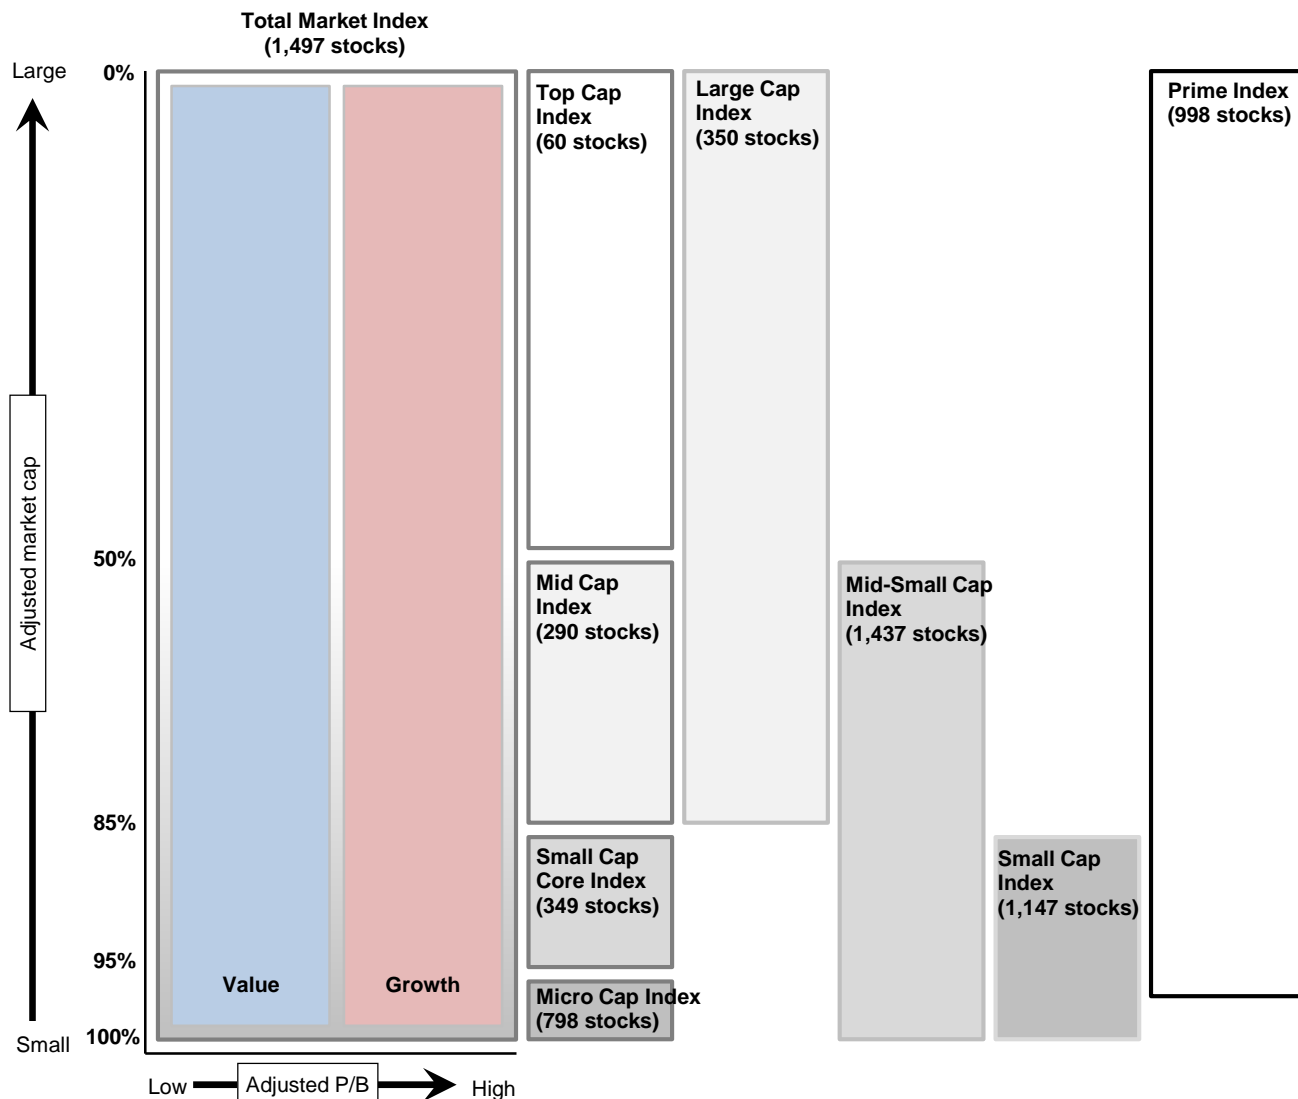 Total Market Index
(1,497 stocks)
Large
0%
Top Cap
Index
(60 stocks)
Large Cap
Index
(350 stocks)
Prime Index
(998 stocks)
Adjusted market cap
50%
Mid Cap
Index
(290 stocks)
Mid-Small Cap
Index
(1,437 stocks)
85%
Small Cap
Core Index
(349 stocks)
Small Cap
Index
(1,147 stocks)
95%
Value
Growth
Micro Cap Index
(798 stocks)
100%
Small
Low
Adjusted P/B
High